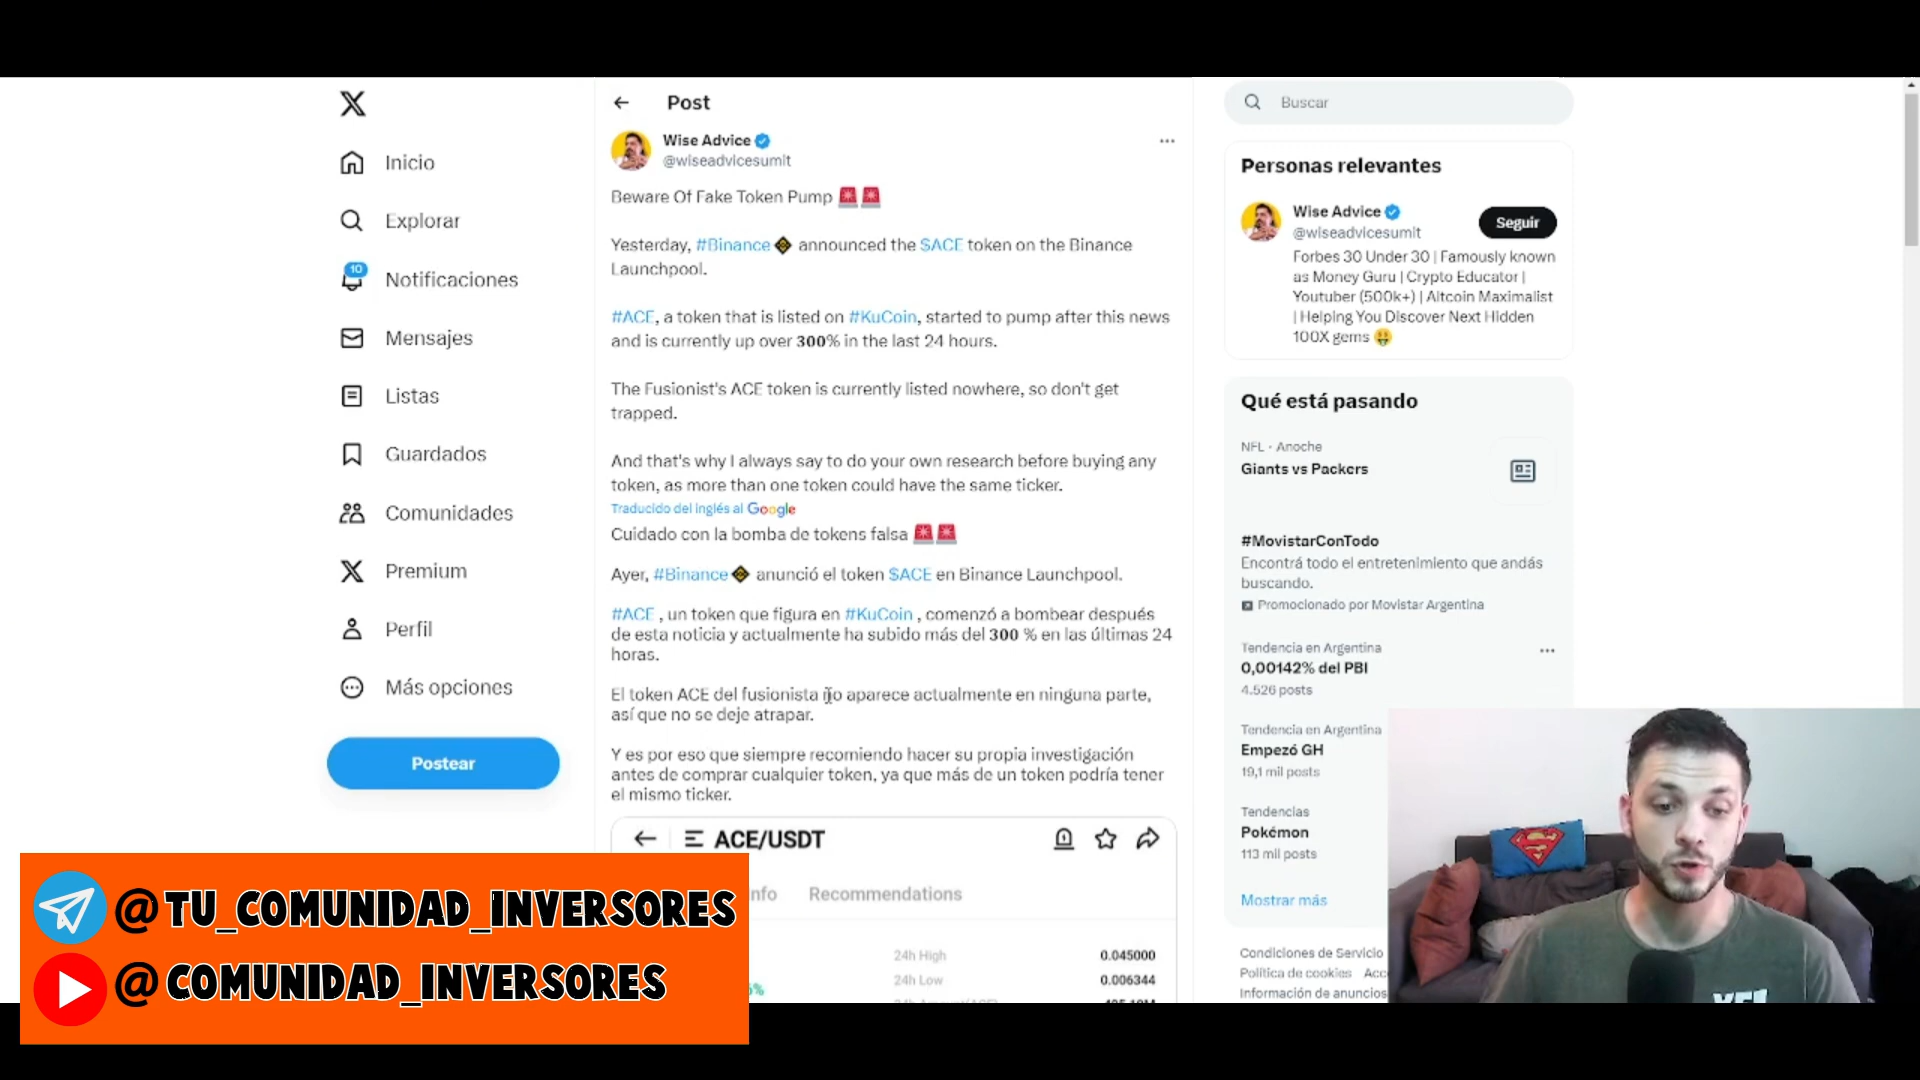 Inicio
Explorar
10
Notificaciones
Mensajes
Listas
Guardados
Comunidades
Premium
Perfil
Más opciones
Postear
Post
Wise Advice
@wiseadvicesumit
Beware Of Fake Token Pump
Yesterday, #Binance announced the $ACE token on the Binance
Launchpool.
#ACE, a token that is listed on #KuCoin, started to pump after this news
and is currently up over 300% in the last 24 hours.
The Fusionist's ACE token is currently listed nowhere, so don't get
trapped.
And that's why I always say to do your own research before buying any
token, as more than one token could have the same ticker.
Traducido del inglés al Google
Cuidado con la bomba de tokens falsa
Ayer, #Binance anunció el token $ACE en Binance Launchpool.
#ACE , un token que figura en #KuCoin , comenzó a bombear después
de esta noticia y actualmente ha subido más del 300 % en las últimas 24
horas.
El token ACE del fusionista no aparece actualmente en ninguna parte,
así que no se deje atrapar.
Y es por eso que siempre recomiendo hacer su propia investigación
antes de comprar cualquier token, ya que más de un token podría tener
el mismo ticker.
ACE/USDT
nfo Recommendations
24h High 0.045000
24h Low 0.006344
%
Buscar
Personas relevantes
Wise Advice
@wiseadvicesumit
Seguir
Forbes 30 Under 30 | Famously known
as Money Guru | Crypto Educator |
Youtuber (500k+) | Altcoin Maximalist
| Helping You Discover Next Hidden
100X gems
Qué está pasando
NFL · Anoche
Giants vs Packers
#MovistarConTodo
Encontrá todo el entretenimiento que andás
buscando.
Promocionado por Movistar Argentina
Tendencia en Argentina
0,00142% del PBI
4.526 posts
Tendencia en Argentina
Empezó GH
19,1 mil posts
Tendencias
Pokémon
113 mil posts
Mostrar más
Condiciones de Servicio
Política de cookies Acc
Información de anuncios
@TU_COMUNIDAD_INVERSORES
@COMUNIDAD_INVERSORES